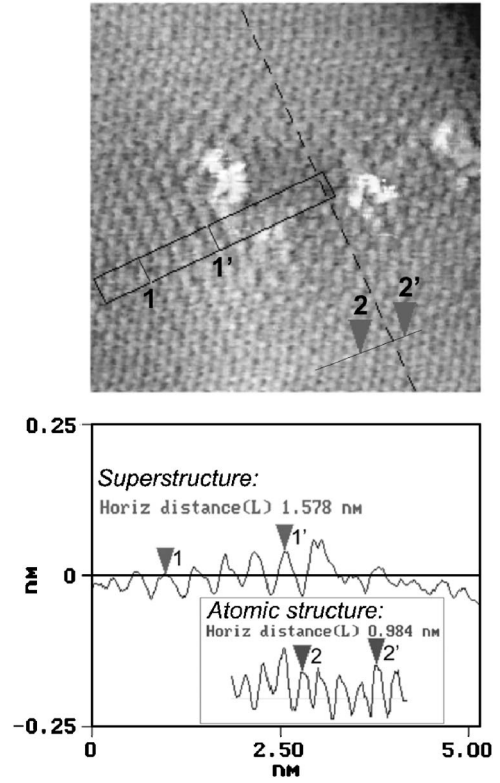 1
1'
2
2'
0.25
Superstructure:
Horiz distance(L) 1.578 nm
1
1'
nM
0
Atomic structure:
Horiz distance(L) 0.984 nm
2
2'
-0.25
0
2.50
5.00
nM